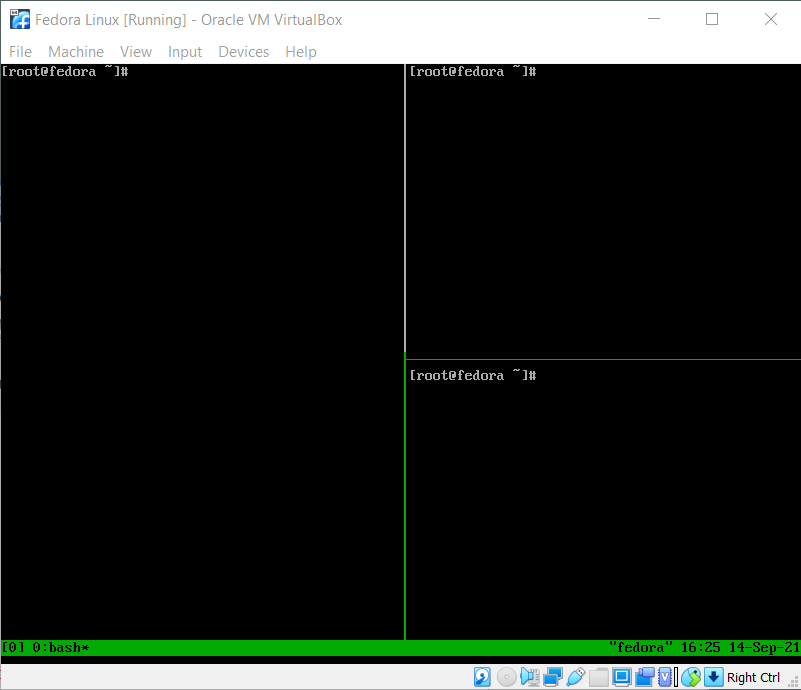 Fedora Linux [Running] - Oracle VM VirtualBox
File Machine View Input Devices Help
[root@fedora ~]#
[root@fedora ~]#
[root@fedora ~]#
[0] 0:bash* "fedora" 16:25 14-Sep-21
Right Ctrl